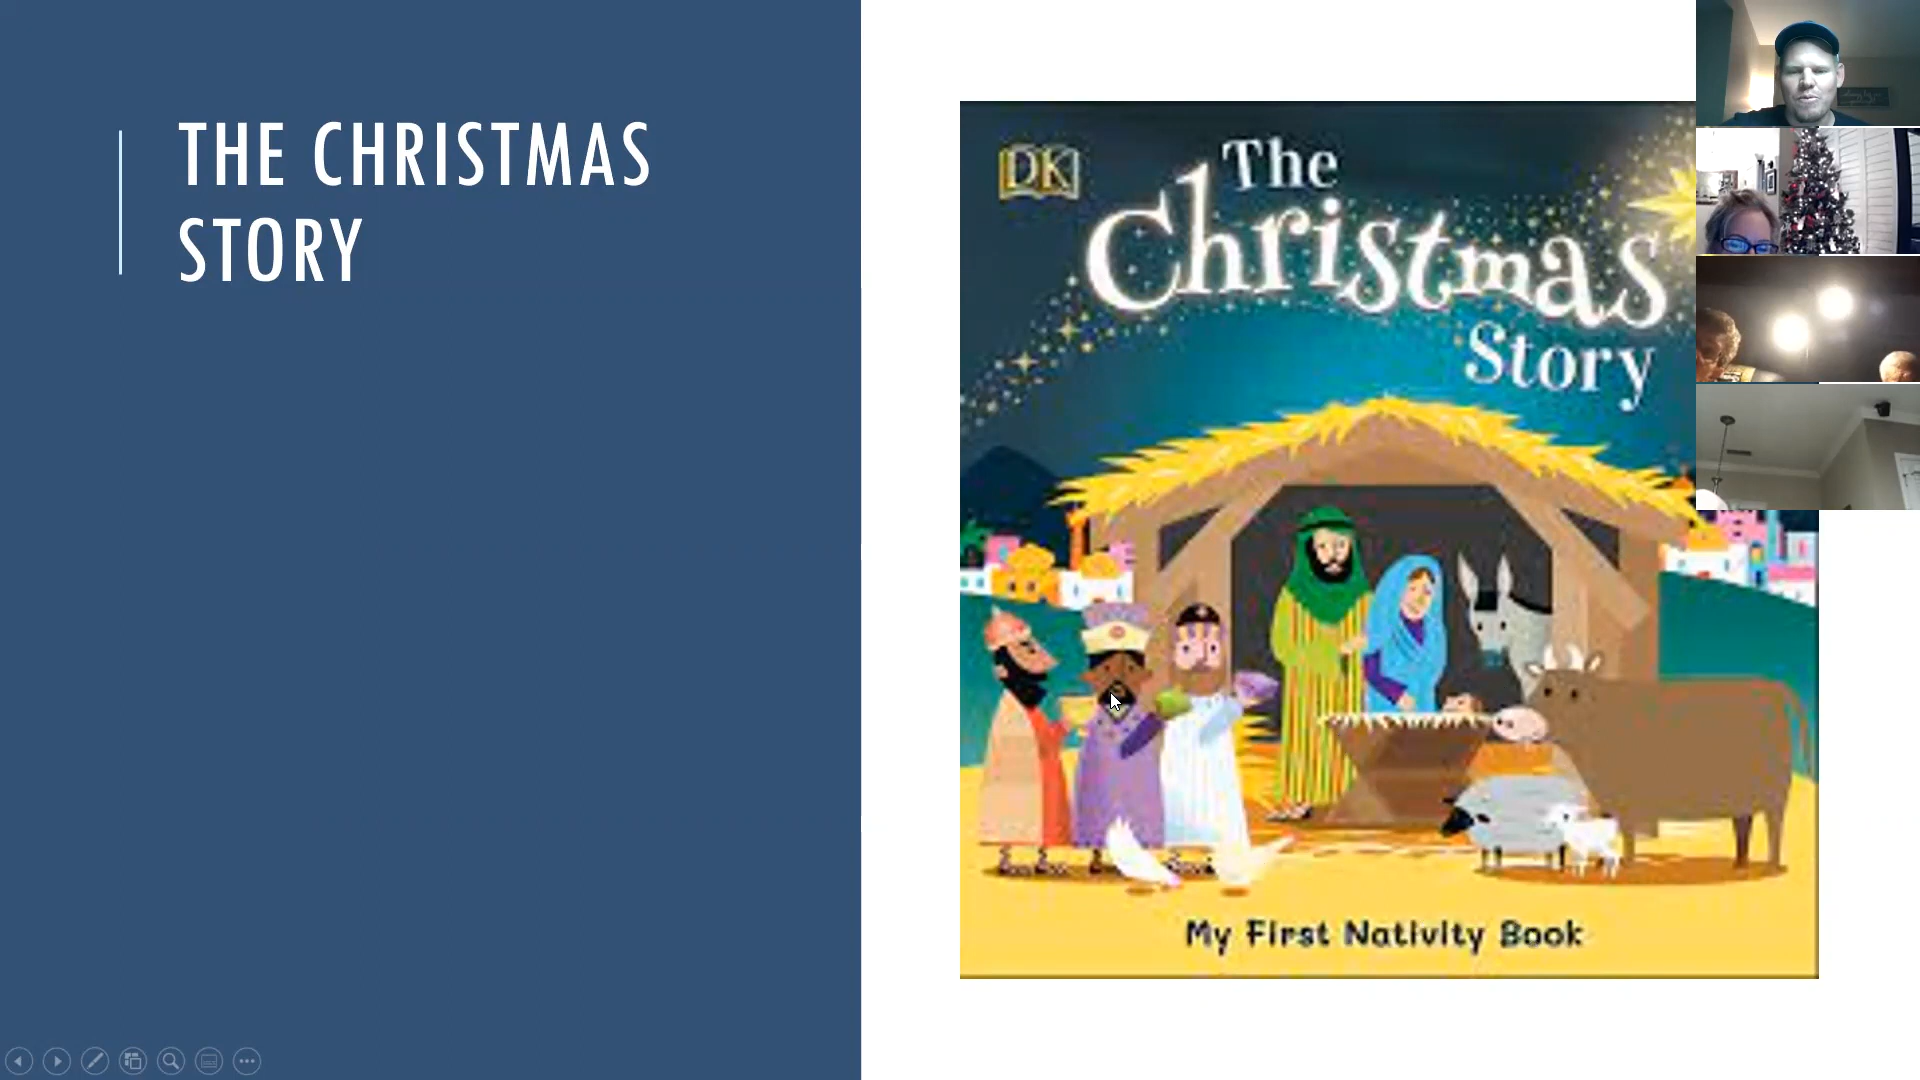 THE CHRISTMAS
STORY
DK
The
Christmas
Story
My First Nativity Book